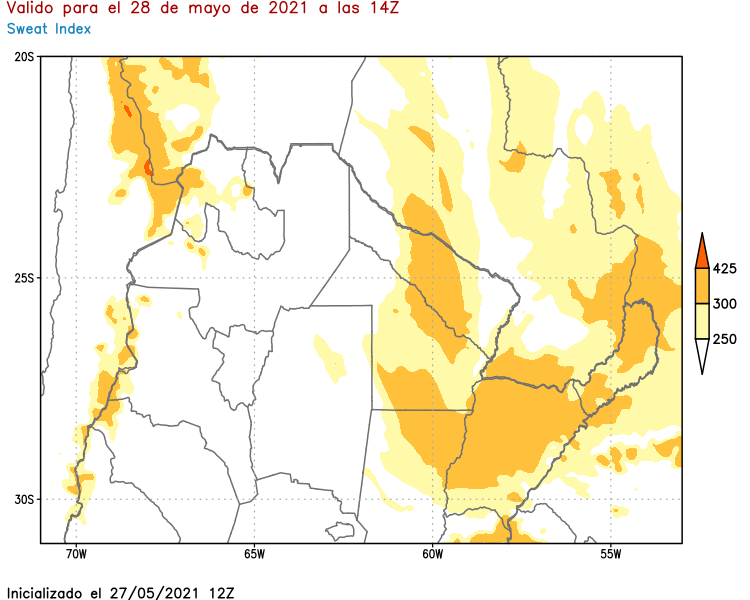 Valido para el 28 de mayo de 2021 a las 14Z
Sweat Index
20S
25S
30S
70W 65W 60W 55W
425
300
250
Inicializado el 27/05/2021 12Z